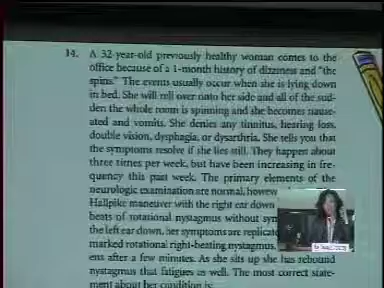 14. A 32-year-old previously healthy woman comes to the
office because of a 1-month history of dizziness and "the
spins." The events usually occur when she is lying down
in bed. She will roll over onto her side and all of the sud-
den the whole room is spinning and she becomes nause-
ated and vomits. She denies any tinnitus, hearing loss,
double vision, dysphagia, or dysarthria. She tells you that
the symptoms resolve if she lies still. They happen about
three times per week, but have been increasing in fre-
quency this past week. The primary elements of the
neurologic examination are normal, howev
Hallpike maneuver with the right ear down
beats of rotational nystagmus without sym
the left ear down, her symptoms are replicate
marked rotational right-beating nystagmus,
ens after a few minutes. As she sits up she has rebound
nystagmus that fatigues as well. The most correct state-
ment about her condition is: